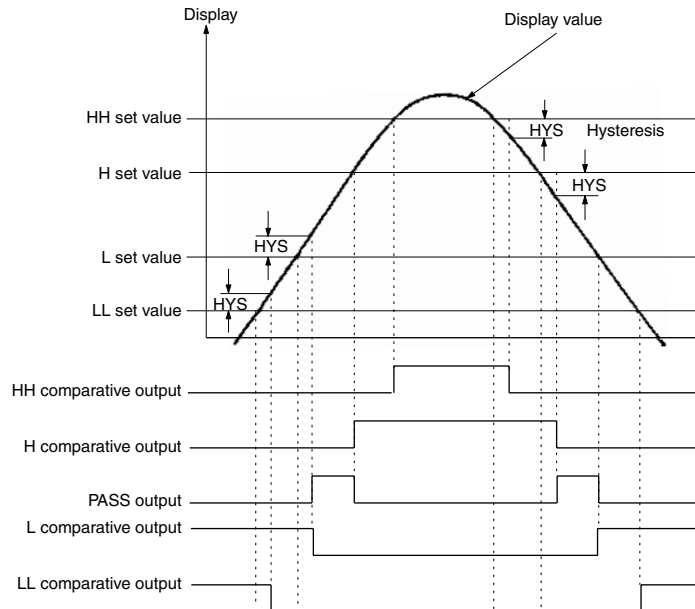 Display
Display value
HH set value
HYS
Hysteresis
H set value
HYS
HYS
L set value
HYS
LL set value
HH comparative output
H comparative output
PASS output
L comparative output
LL comparative output